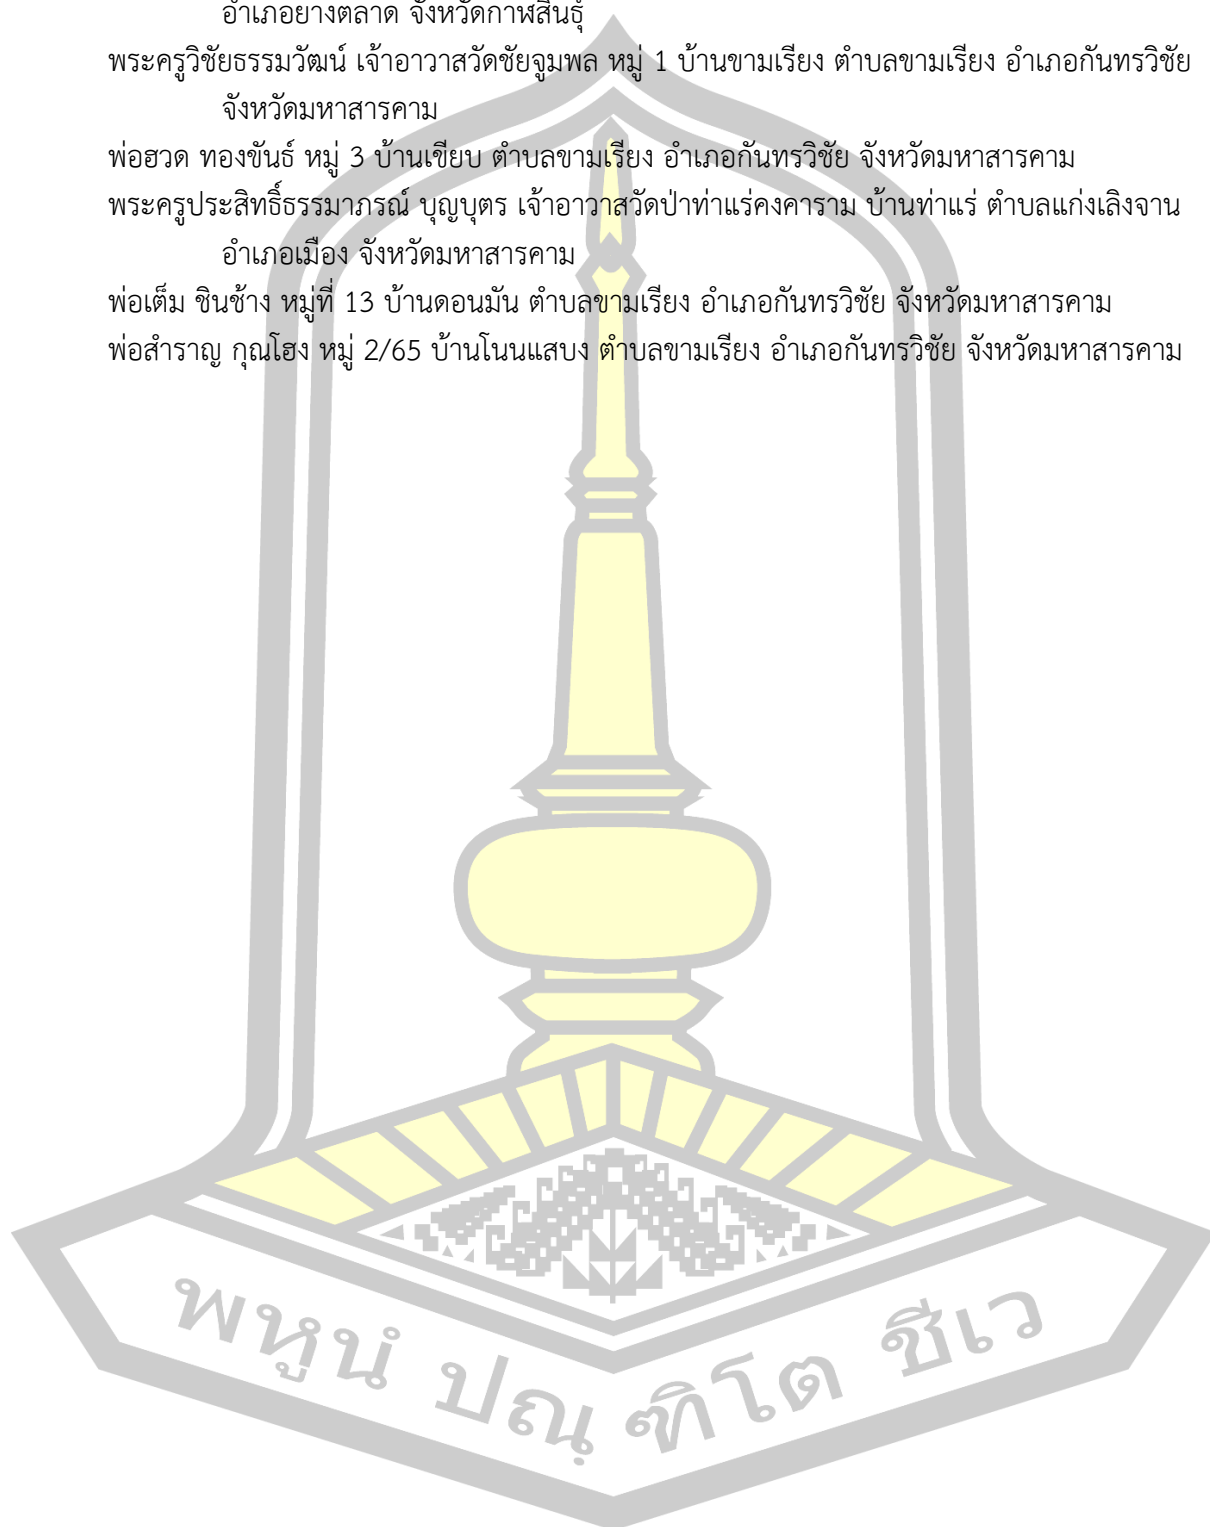 อำเภอยางตลาด จังหวัดกาฬสินธุ์
พระครูวิชัยธรรมวัฒน์ เจ้าอาวาสวัดชัยจูมพล หมู่ 1 บ้านขามเรียง ตำบลขามเรียง อำเภอกันทรวิชัย
จังหวัดมหาสารคาม
พ่อฮวด ทองขันธ์ หมู่ 3 บ้านเขียบ ตำบลขามเรียง อำเภอกันทรวิชัย จังหวัดมหาสารคาม
พระครูประสิทธิ์ธรรมาภรณ์ บุญบุตร เจ้าอาวาสวัดป่าท่าแร่คงคาราม บ้านท่าแร่ ตำบลแก่งเลิงจาน
อำเภอเมือง จังหวัดมหาสารคาม
พ่อเต็ม ชินช้าง หมู่ที่ 13 บ้านดอนมัน ตำบลขามเรียง อำเภอกันทรวิชัย จังหวัดมหาสารคาม
พ่อสำราญ กุณโฮง หมู่ 2/65 บ้านโนนแสบง ตำบลขามเรียง อำเภอกันทรวิชัย จังหวัดมหาสารคาม
พหูนํ ปณฺฑิโต ชีเว